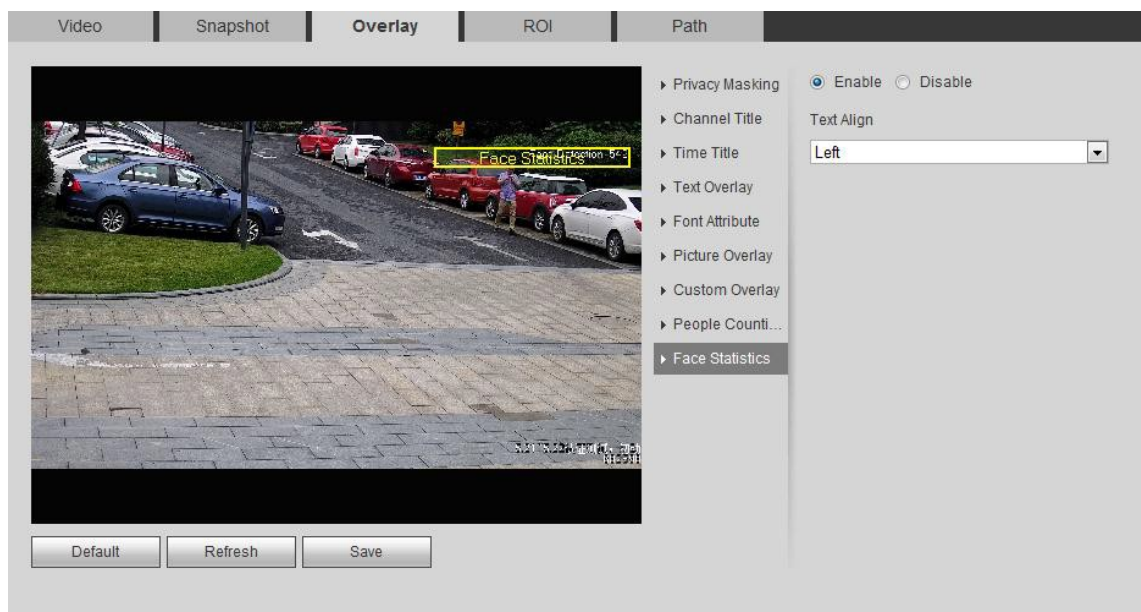 Video Snapshot Overlay ROI Path
Privacy Masking
Channel Title
Time Title
Text Overlay
Font Attribute
Picture Overlay
Custom Overlay
People Counti...
Face Statistics
Enable Disable
Text Align
Left
Face Statistics
Default Refresh Save